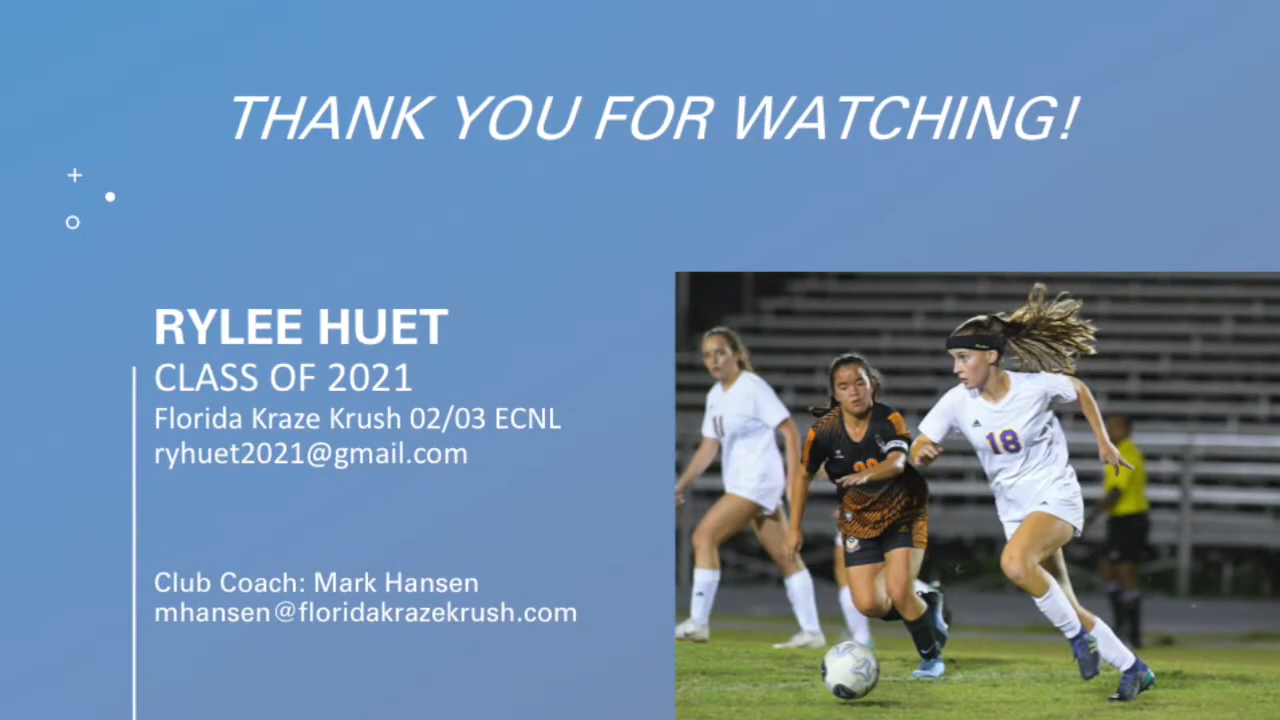 THANK YOU FOR WATCHING!
RYLEE HUET
CLASS OF 2021
Florida Kraze Krush 02/03 ECNL
ryhuet2021@gmail.com
Club Coach: Mark Hansen
mhansen@floridakrazekrush.com
11
18